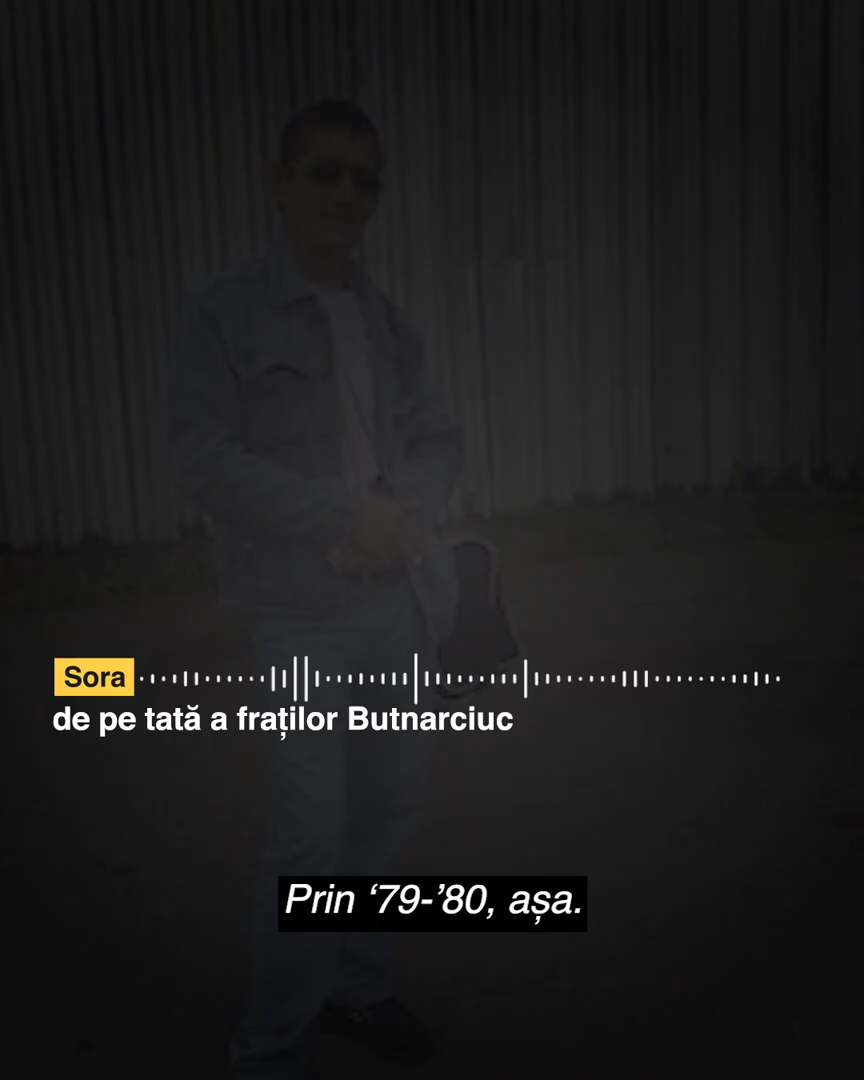 Sora
de pe tată a fraților Butnarciuc
Prin ‘79-’80, așa.